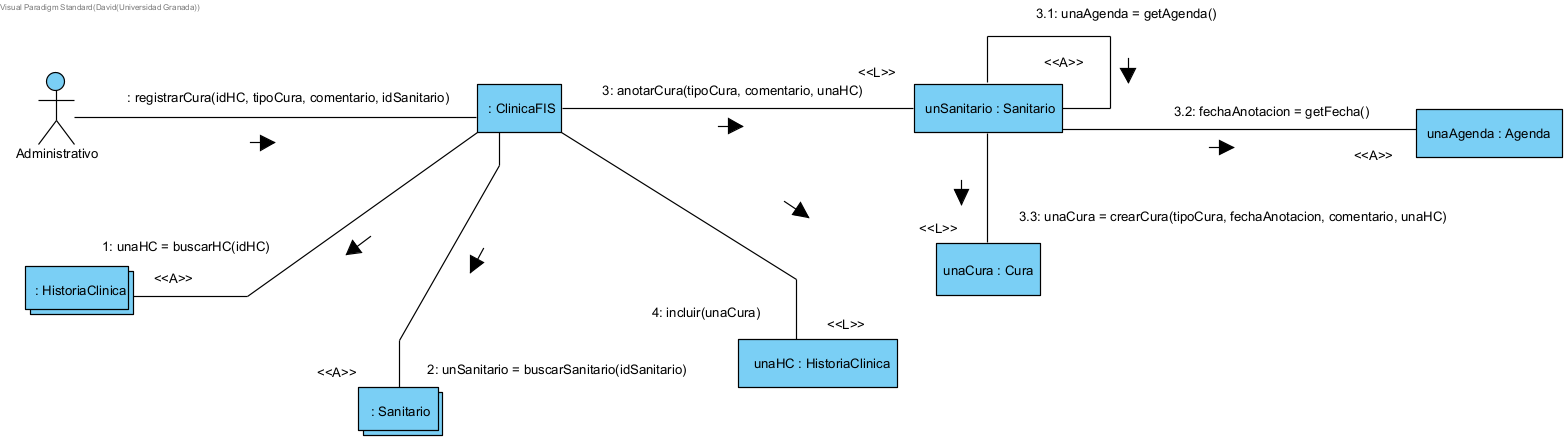 Visual Paradigm Standard(David(Universidad Granada))
3.1: unaAgenda = getAgenda()
<<A>>
<<L>>
: registrarCura(idHC, tipoCura, comentario, idSanitario)
3: anotarCura(tipoCura, comentario, unaHC)
: ClinicaFIS
unSanitario : Sanitario
3.2: fechaAnotacion = getFecha()
unaAgenda : Agenda
Administrativo
<<A>>
3.3: unaCura = crearCura(tipoCura, fechaAnotacion, comentario, unaHC)
<<L>>
1: unaHC = buscarHC(idHC)
<<A>>
: HistoriaClinica
unaCura : Cura
4: incluir(unaCura)
<<L>>
unaHC : HistoriaClinica
<<A>>
2: unSanitario = buscarSanitario(idSanitario)
: Sanitario